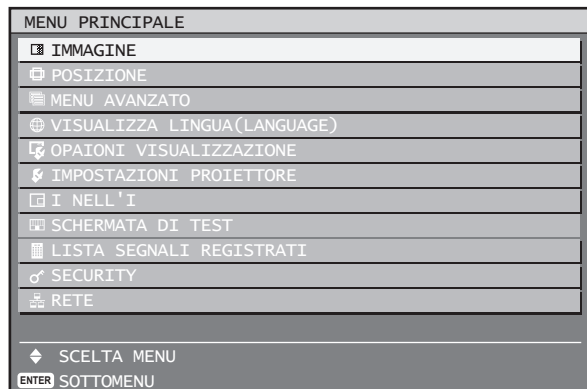 MENU PRINCIPALE
IMMAGINE
POSIZIONE
MENU AVANZATO
VISUALIZZA LINGUA(LANGUAGE)
OPAIONI VISUALIZZAZIONE
IMPOSTAZIONI PROIETTORE
I NELL'I
SCHERMATA DI TEST
LISTA SEGNALI REGISTRATI
SECURITY
RETE
SCELTA MENU
ENTER SOTTOMENU